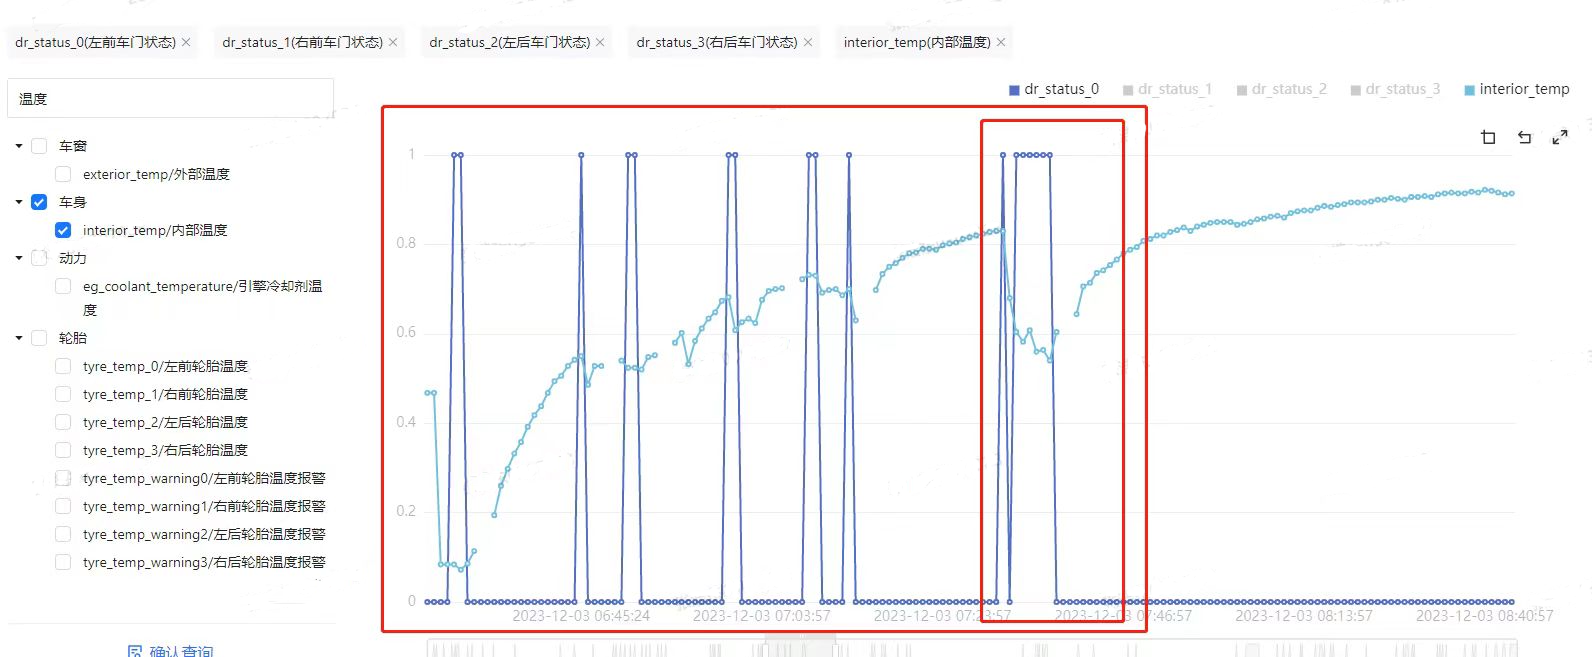 dr_status_0(左前车门状态) ×
dr_status_1(右前车门状态) ×
dr_status_2(左后车门状态) ×
dr_status_3(右后车门状态) ×
interior_temp(内部温度) ×
温度
车窗
exterior_temp/外部温度
车身
interior_temp/内部温度
动力
eg_coolant_temperature/引擎冷却剂温
度
轮胎
tyre_temp_0/左前轮胎温度
tyre_temp_1/右前轮胎温度
tyre_temp_2/左后轮胎温度
tyre_temp_3/右后轮胎温度
tyre_temp_warning0/左前轮胎温度报警
tyre_temp_warning1/右前轮胎温度报警
tyre_temp_warning2/左后轮胎温度报警
tyre_temp_warning3/右后轮胎温度报警
确认查询
dr_status_0
dr_status_1
dr_status_2
dr_status_3
interior_temp
1
0.8
0.6
0.4
0.2
0
2023-12-03 06:45:24
2023-12-03 07:03:57
2023-12-03 07:23:57
2023-12-03 07:46:57
2023-12-03 08:13:57
2023-12-03 08:40:57